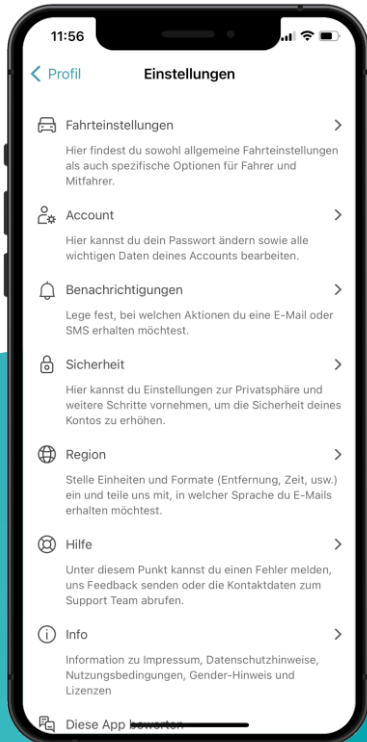 11:56
Profil
Einstellungen
Fahrteinstellungen
Hier findest du sowohl allgemeine Fahrteinstellungen
als auch spezifische Optionen für Fahrer und
Mitfahrer.
Account
Hier kannst du dein Passwort ändern sowie alle
wichtigen Daten deines Accounts bearbeiten.
Benachrichtigungen
Lege fest, bei welchen Aktionen du eine E-Mail oder
SMS erhalten möchtest.
Sicherheit
Hier kannst du Einstellungen zur Privatsphäre und
weitere Schritte vornehmen, um die Sicherheit deines
Kontos zu erhöhen.
Region
Stelle Einheiten und Formate (Entfernung, Zeit, usw.)
ein und teile uns mit, in welcher Sprache du E-Mails
erhalten möchtest.
Hilfe
Unter diesem Punkt kannst du einen Fehler melden,
uns Feedback senden oder die Kontaktdaten zum
Support Team abrufen.
Info
Information zu Impressum, Datenschutzhinweise,
Nutzungsbedingungen, Gender-Hinweis und
Lizenzen
Diese App bewerten